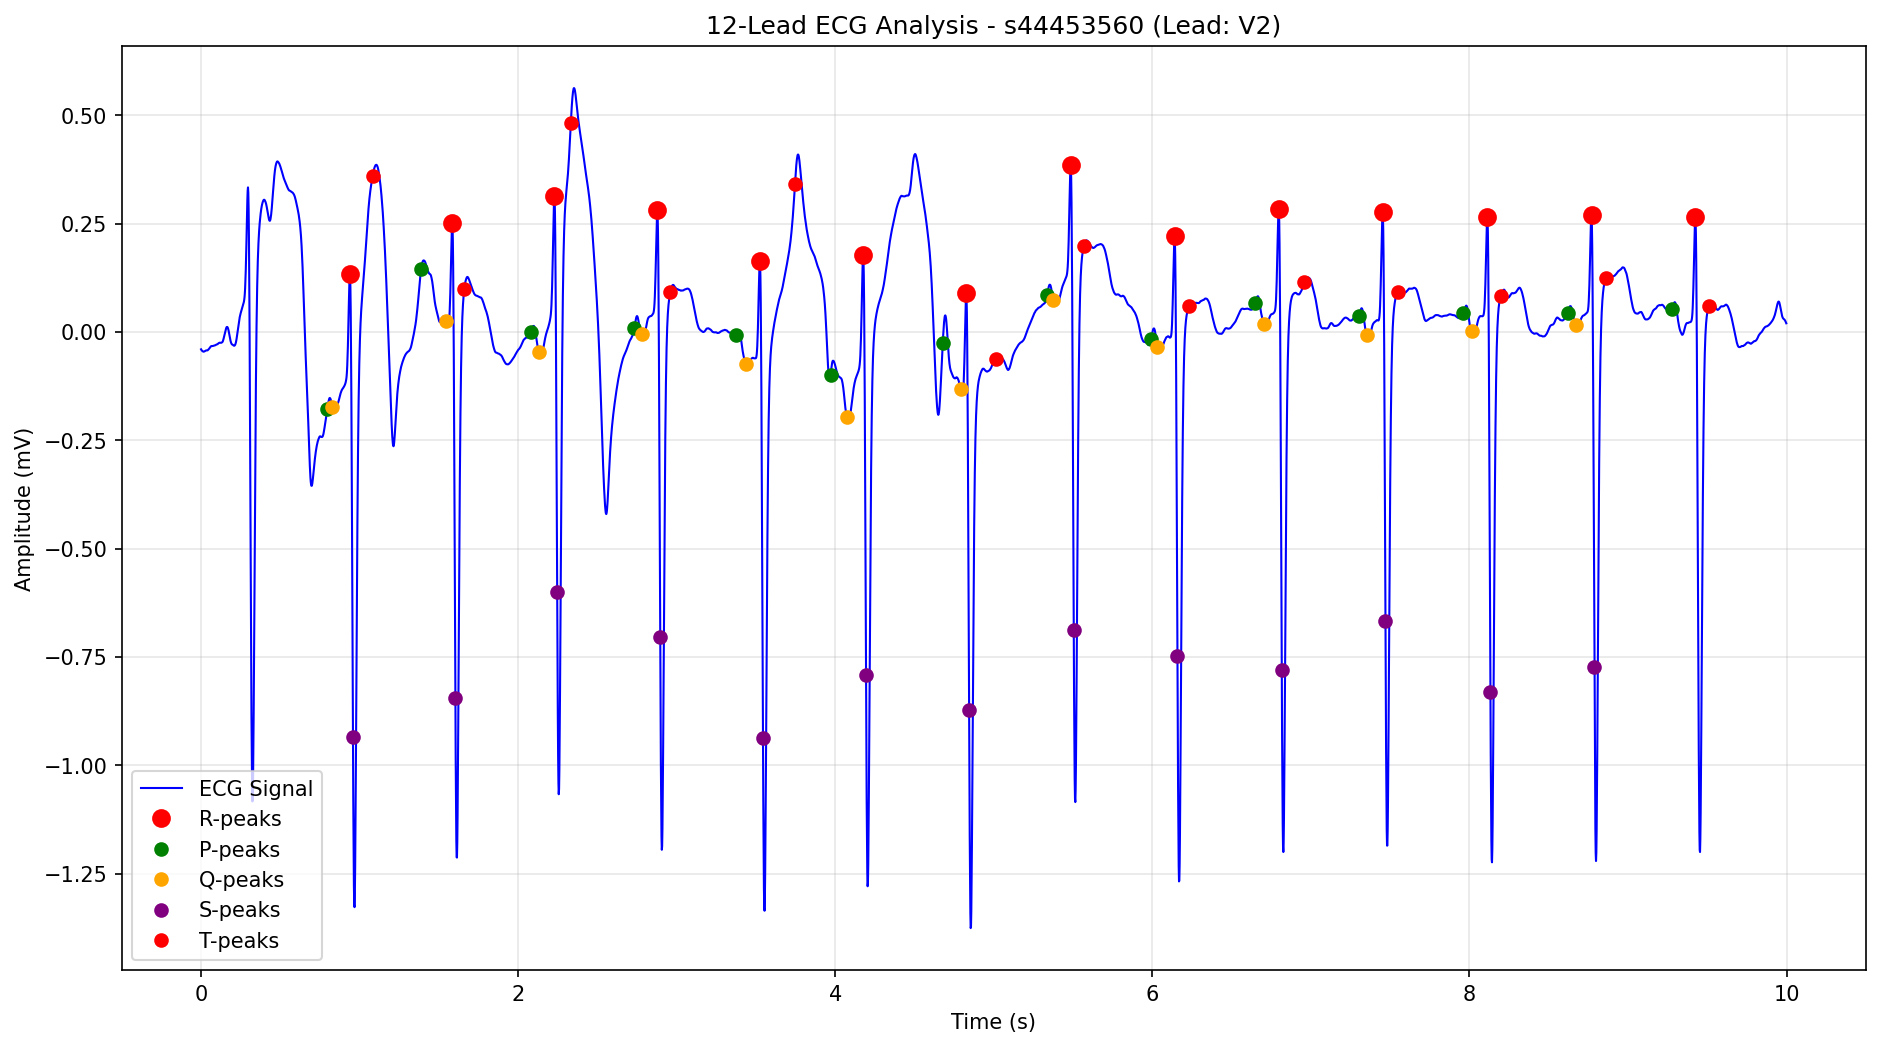 12-Lead ECG Analysis - s44453560 (Lead: V2)
Amplitude (mV)
0.50
0.25
0.00
−0.25
−0.50
−0.75
−1.00
−1.25
ECG Signal
R-peaks
P-peaks
Q-peaks
S-peaks
T-peaks
0 2 4 6 8 10
Time (s)